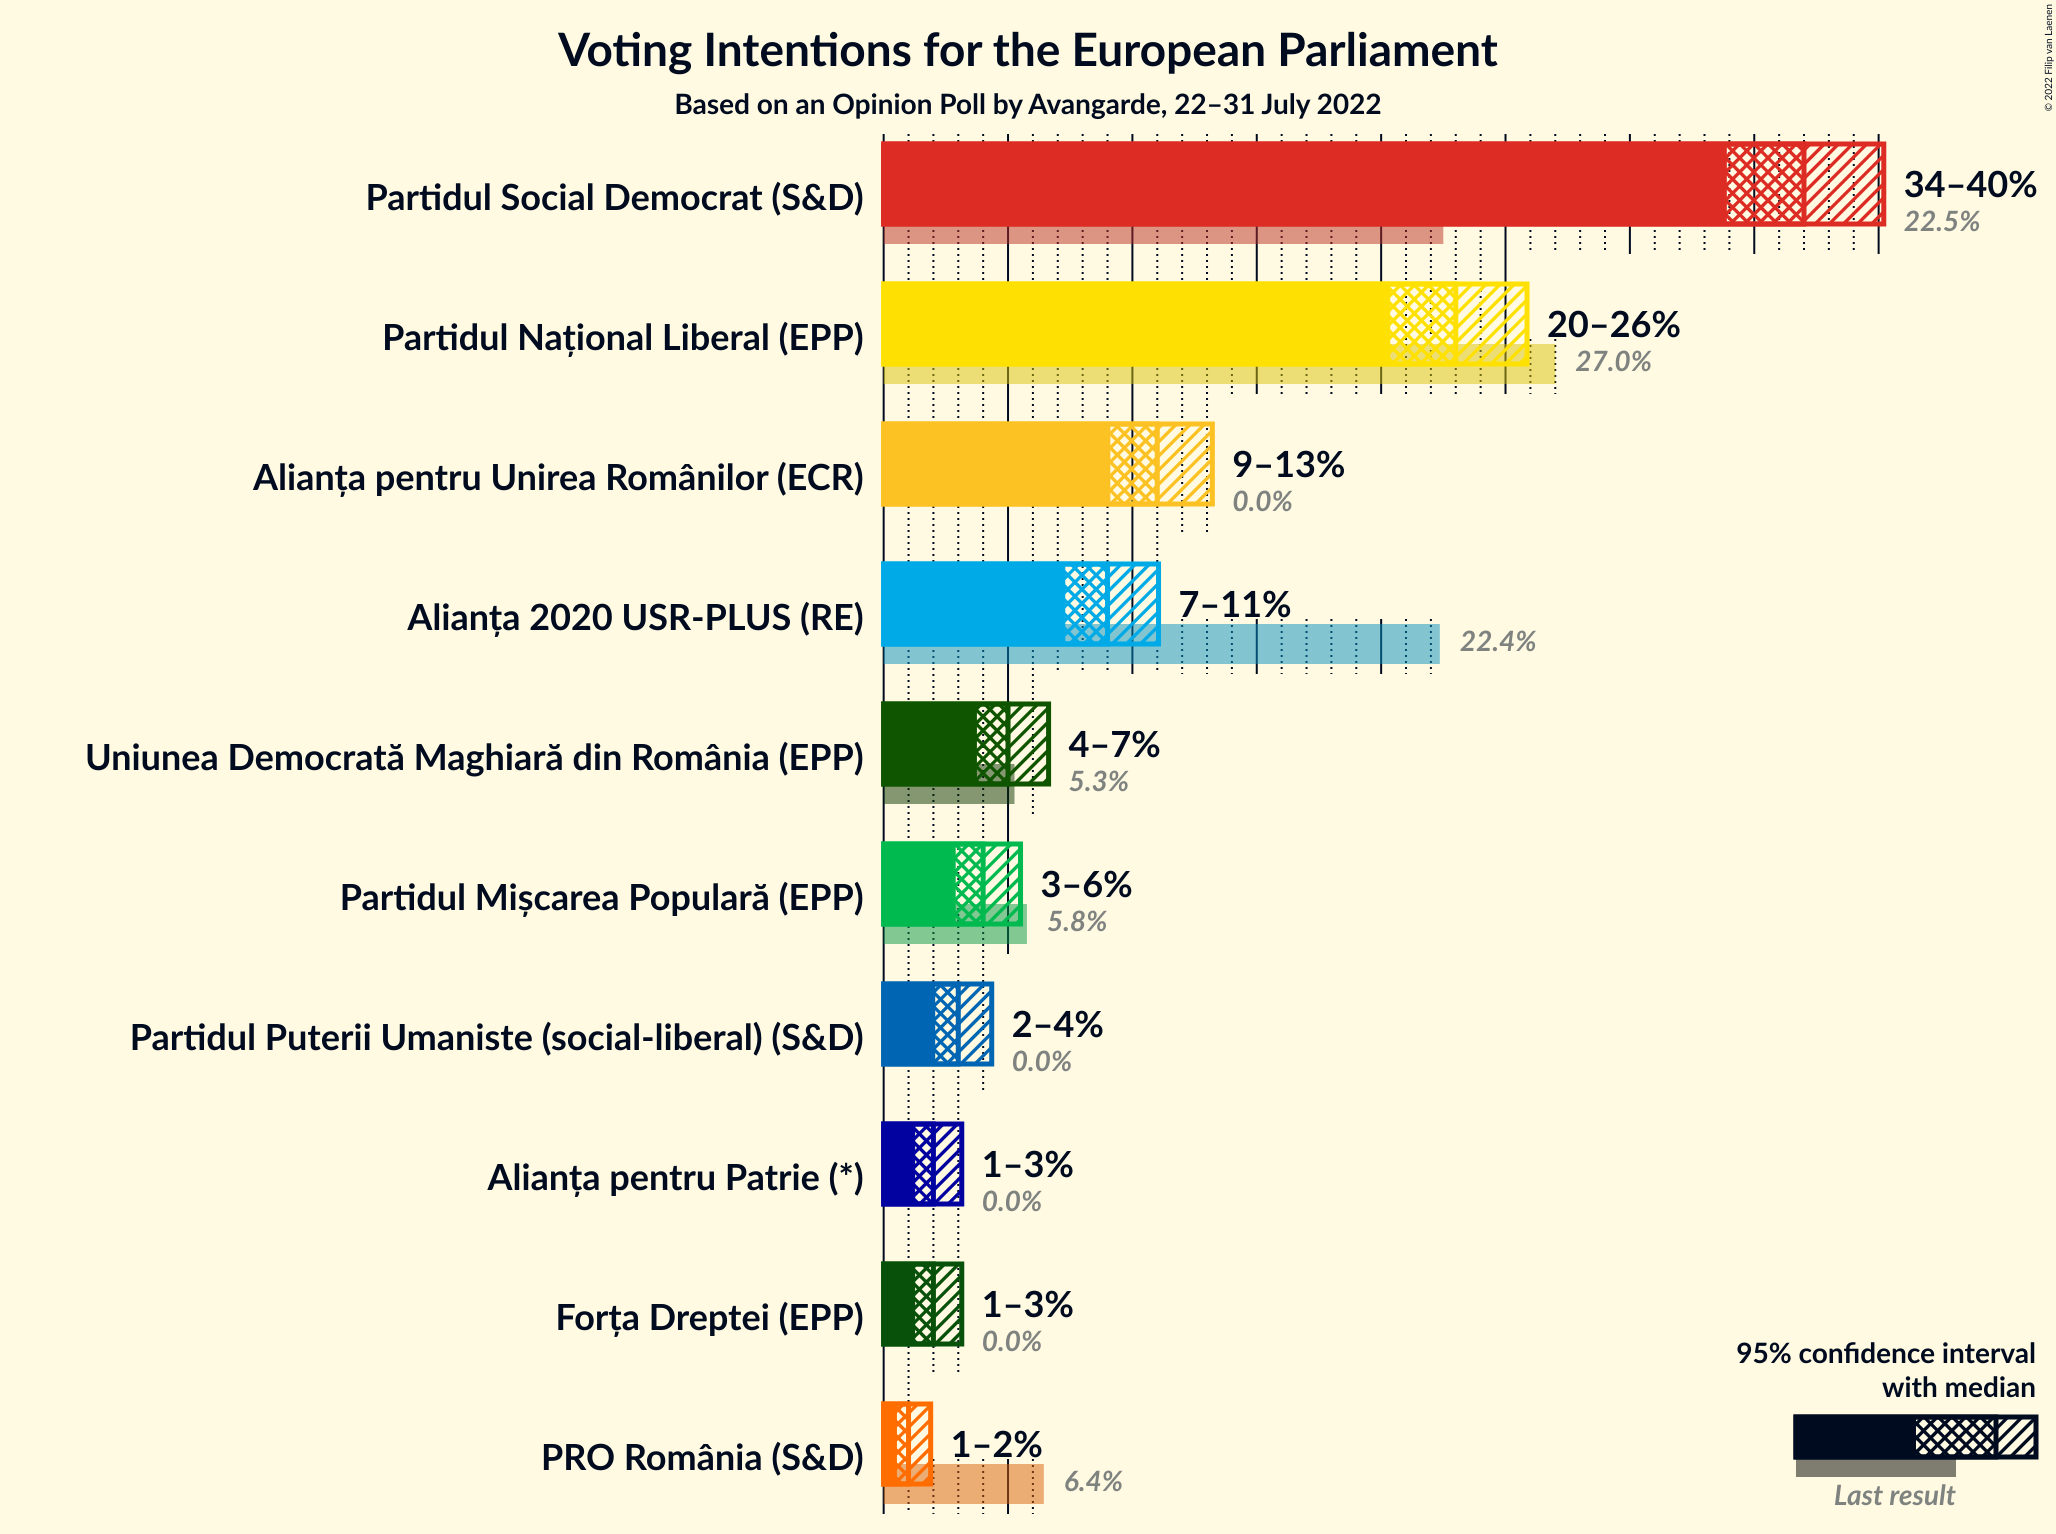 Voting Intentions for the European Parliament
Based on an Opinion Poll by Avangarde, 22–31 July 2022
© 2022 Filip van Laenen
Partidul Social Democrat (S&D)
34–40%
22.5%
Partidul Național Liberal (EPP)
20–26%
27.0%
Alianța pentru Unirea Românilor (ECR)
9–13%
0.0%
Alianța 2020 USR-PLUS (RE)
7–11%
22.4%
Uniunea Democrată Maghiară din România (EPP)
4–7%
5.3%
Partidul Mișcarea Populară (EPP)
3–6%
5.8%
Partidul Puterii Umaniste (social-liberal) (S&D)
2–4%
0.0%
Alianța pentru Patrie (*)
1–3%
0.0%
Forța Dreptei (EPP)
1–3%
0.0%
PRO România (S&D)
1–2%
6.4%
95% confidence interval
with median
Last result